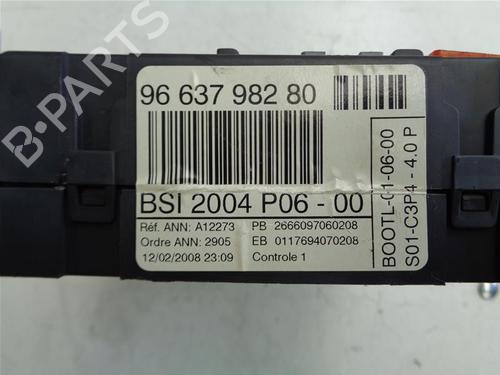 96 637 982 80
BSI 2004 P06 - 00
Réf. ANN: A12273 PB 2666097060208
Ordre ANN: 2905 EB 0117694070208
12/02/2008 23:09 Controle 1
BOOTL-01-06-00
S01-C3P4 - 4.0 P
B-PARTS